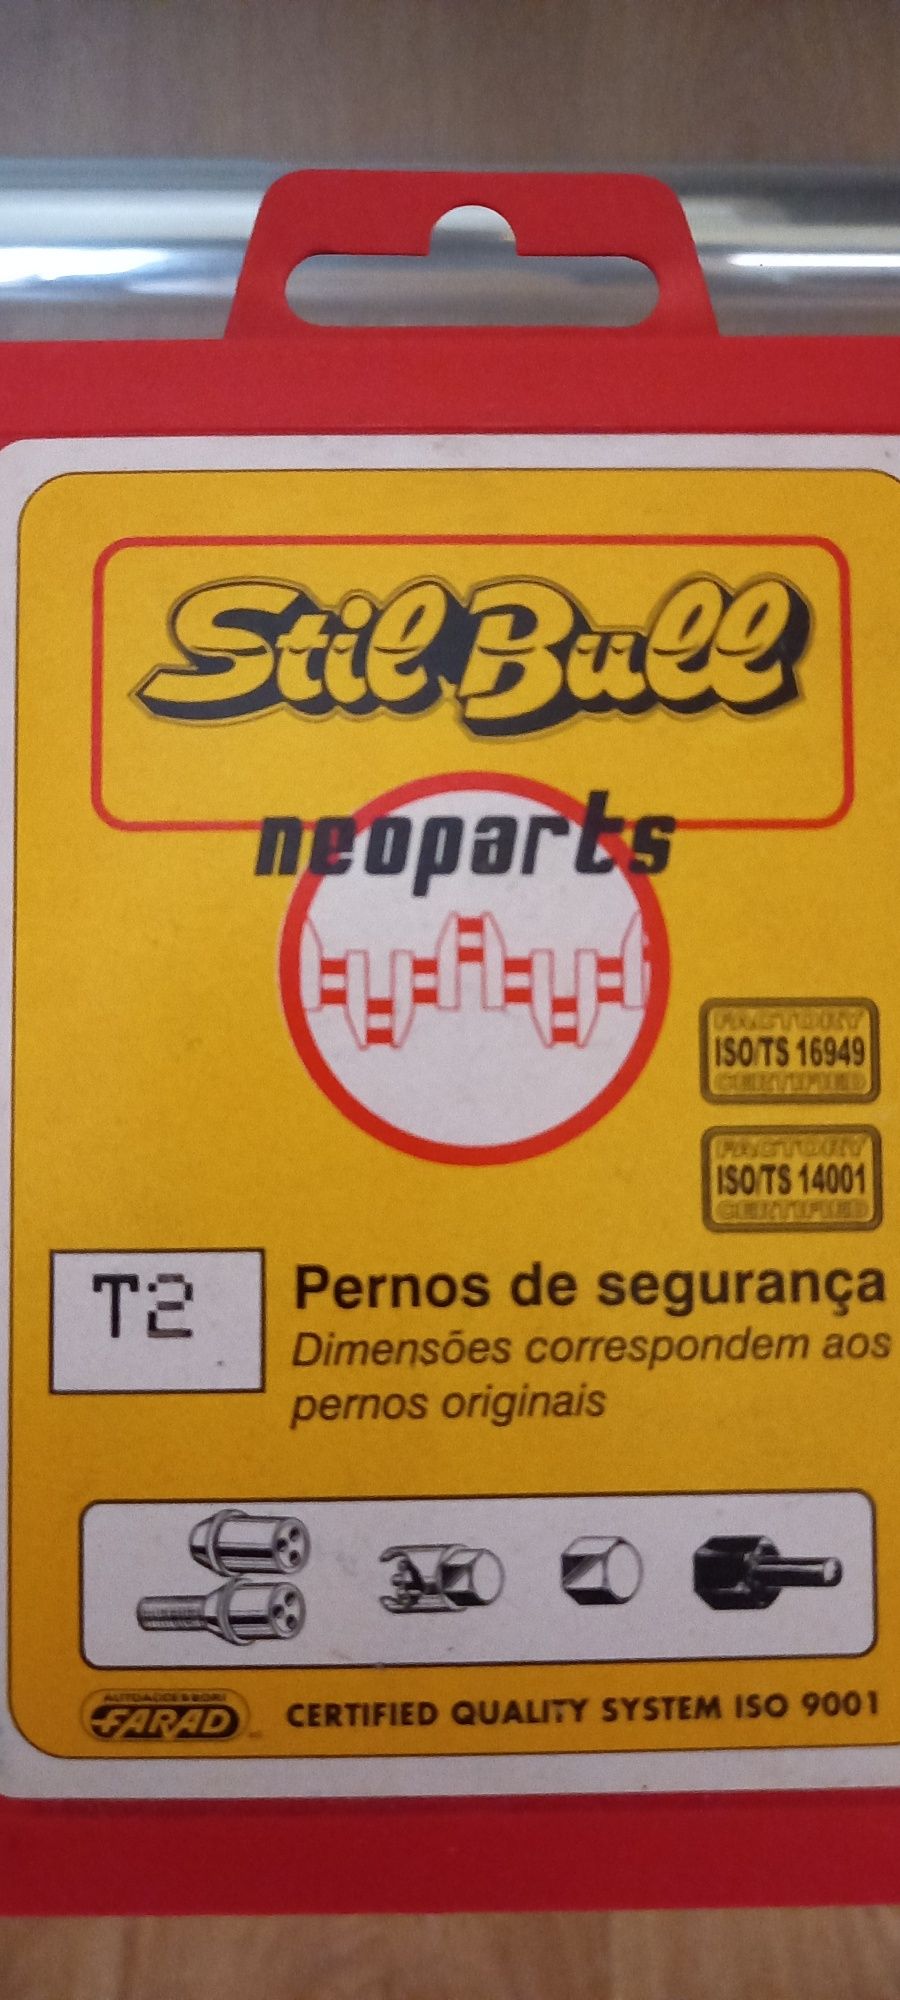 Stil Bull
neoparts
FACTORY
ISO/TS 16949
CERTIFIED
FACTORY
ISO/TS 14001
CERTIFIED
T2
Pernos de segurança
Dimensões correspondem aos
pernos originais
AUTOACCESSORI
FARAD
CERTIFIED QUALITY SYSTEM ISO 9001